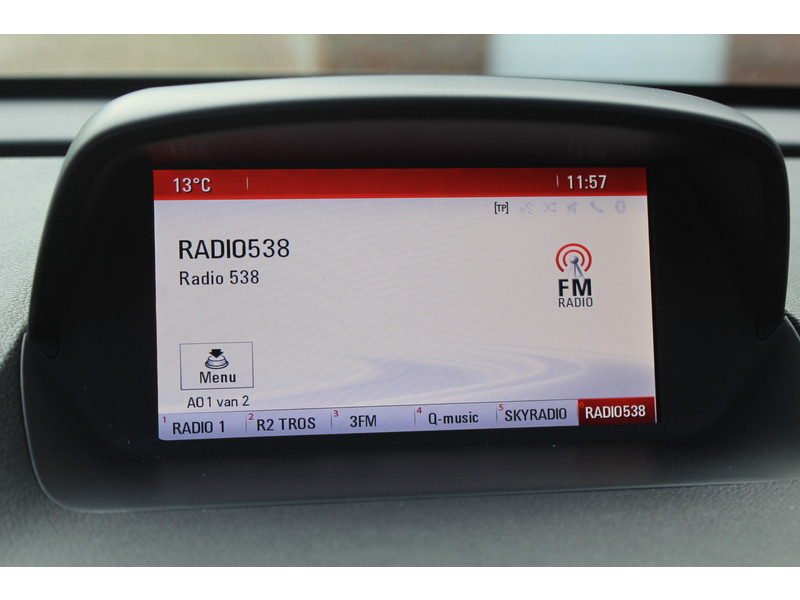 13°C 11:57
[TP]
RADIO538
Radio 538
FM
RADIO
Menu
AO1 van 2
1 RADIO 1 2 R2 TROS 3 3FM 4 Q-music 5 SKYRADIO RADIO538